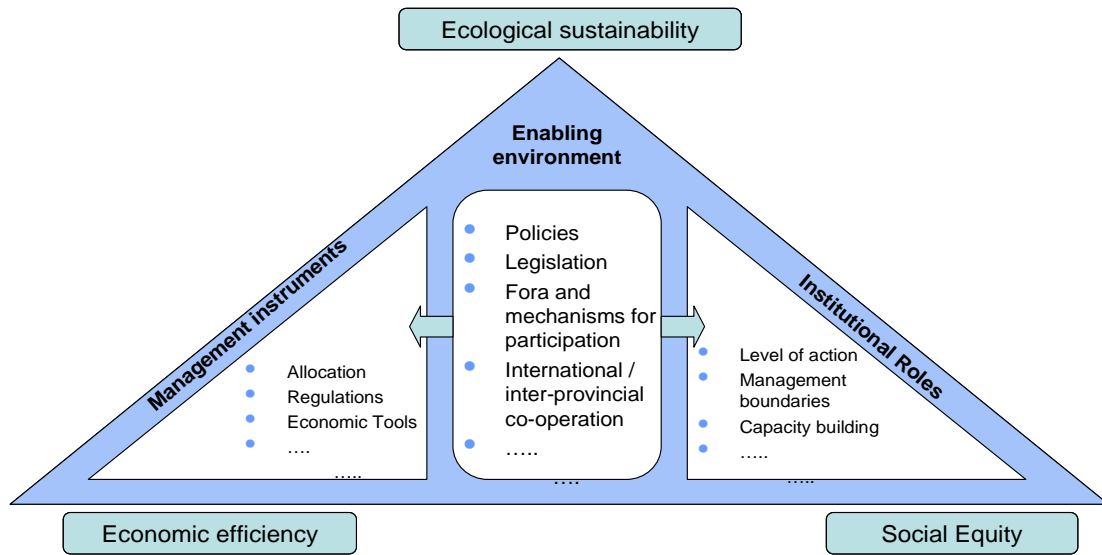 Ecological sustainability
Enabling
environment
Management instruments
Institutional Roles
• Policies
• Legislation
• Fora and
mechanisms for
participation
• International /
inter-provincial
co-operation
• …..
….
• Allocation
• Regulations
• Economic Tools
• ….
…..
• Level of action
• Management
boundaries
• Capacity building
• …..
…..
Economic efficiency
Social Equity